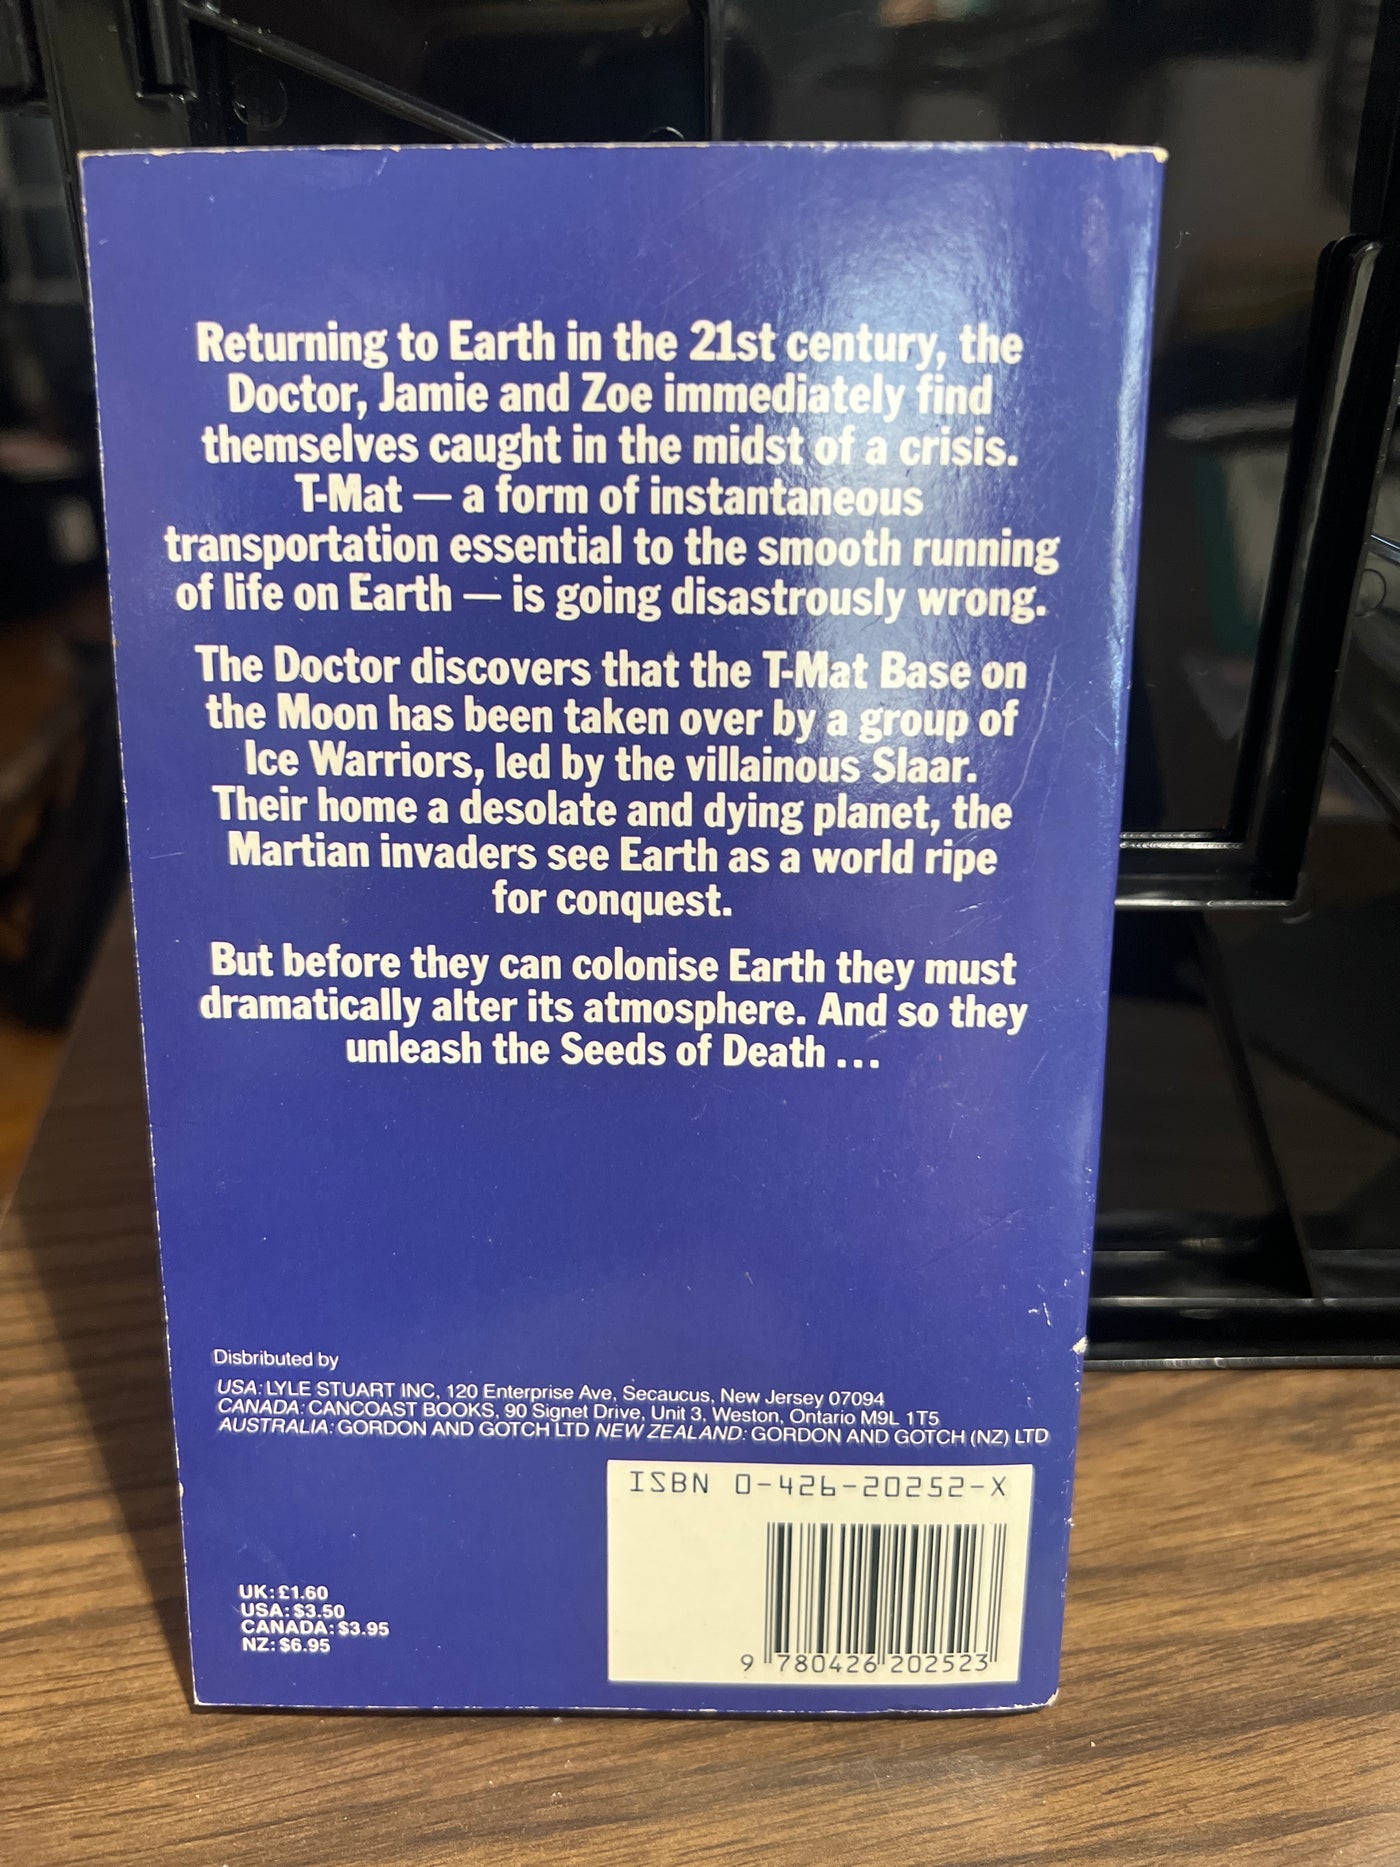 Returning to Earth in the 21st century, the
Doctor, Jamie and Zoe immediately find
themselves caught in the midst of a crisis.
T-Mat — a form of instantaneous
transportation essential to the smooth running
of life on Earth — is going disastrously wrong.
The Doctor discovers that the T-Mat Base on
the Moon has been taken over by a group of
Ice Warriors, led by the villainous Slaar.
Their home a desolate and dying planet, the
Martian invaders see Earth as a world ripe
for conquest.
But before they can colonise Earth they must
dramatically alter its atmosphere. And so they
unleash the Seeds of Death ...
Disbributed by
USA: LYLE STUART INC, 120 Enterprise Ave, Secaucus, New Jersey 07094
CANADA: CANCOAST BOOKS, 90 Signet Drive, Unit 3, Weston, Ontario M9L 1T5
AUSTRALIA: GORDON AND GOTCH LTD NEW ZEALAND: GORDON AND GOTCH (NZ) LTD
ISBN 0-426-20252-X
UK: £1.60
USA: $3.50
CANADA: $3.95
NZ: $6.95
9 780426 202523